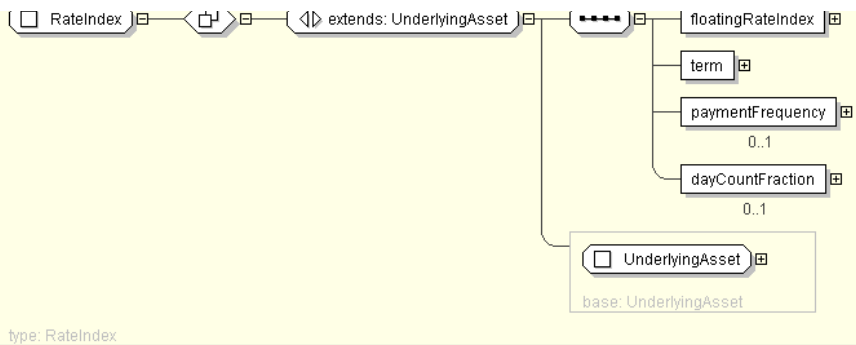 RateIndex
extends: UnderlyingAsset
floatingRateIndex
term
paymentFrequency
0..1
dayCountFraction
0..1
UnderlyingAsset
base: UnderlyingAsset
type: RateIndex